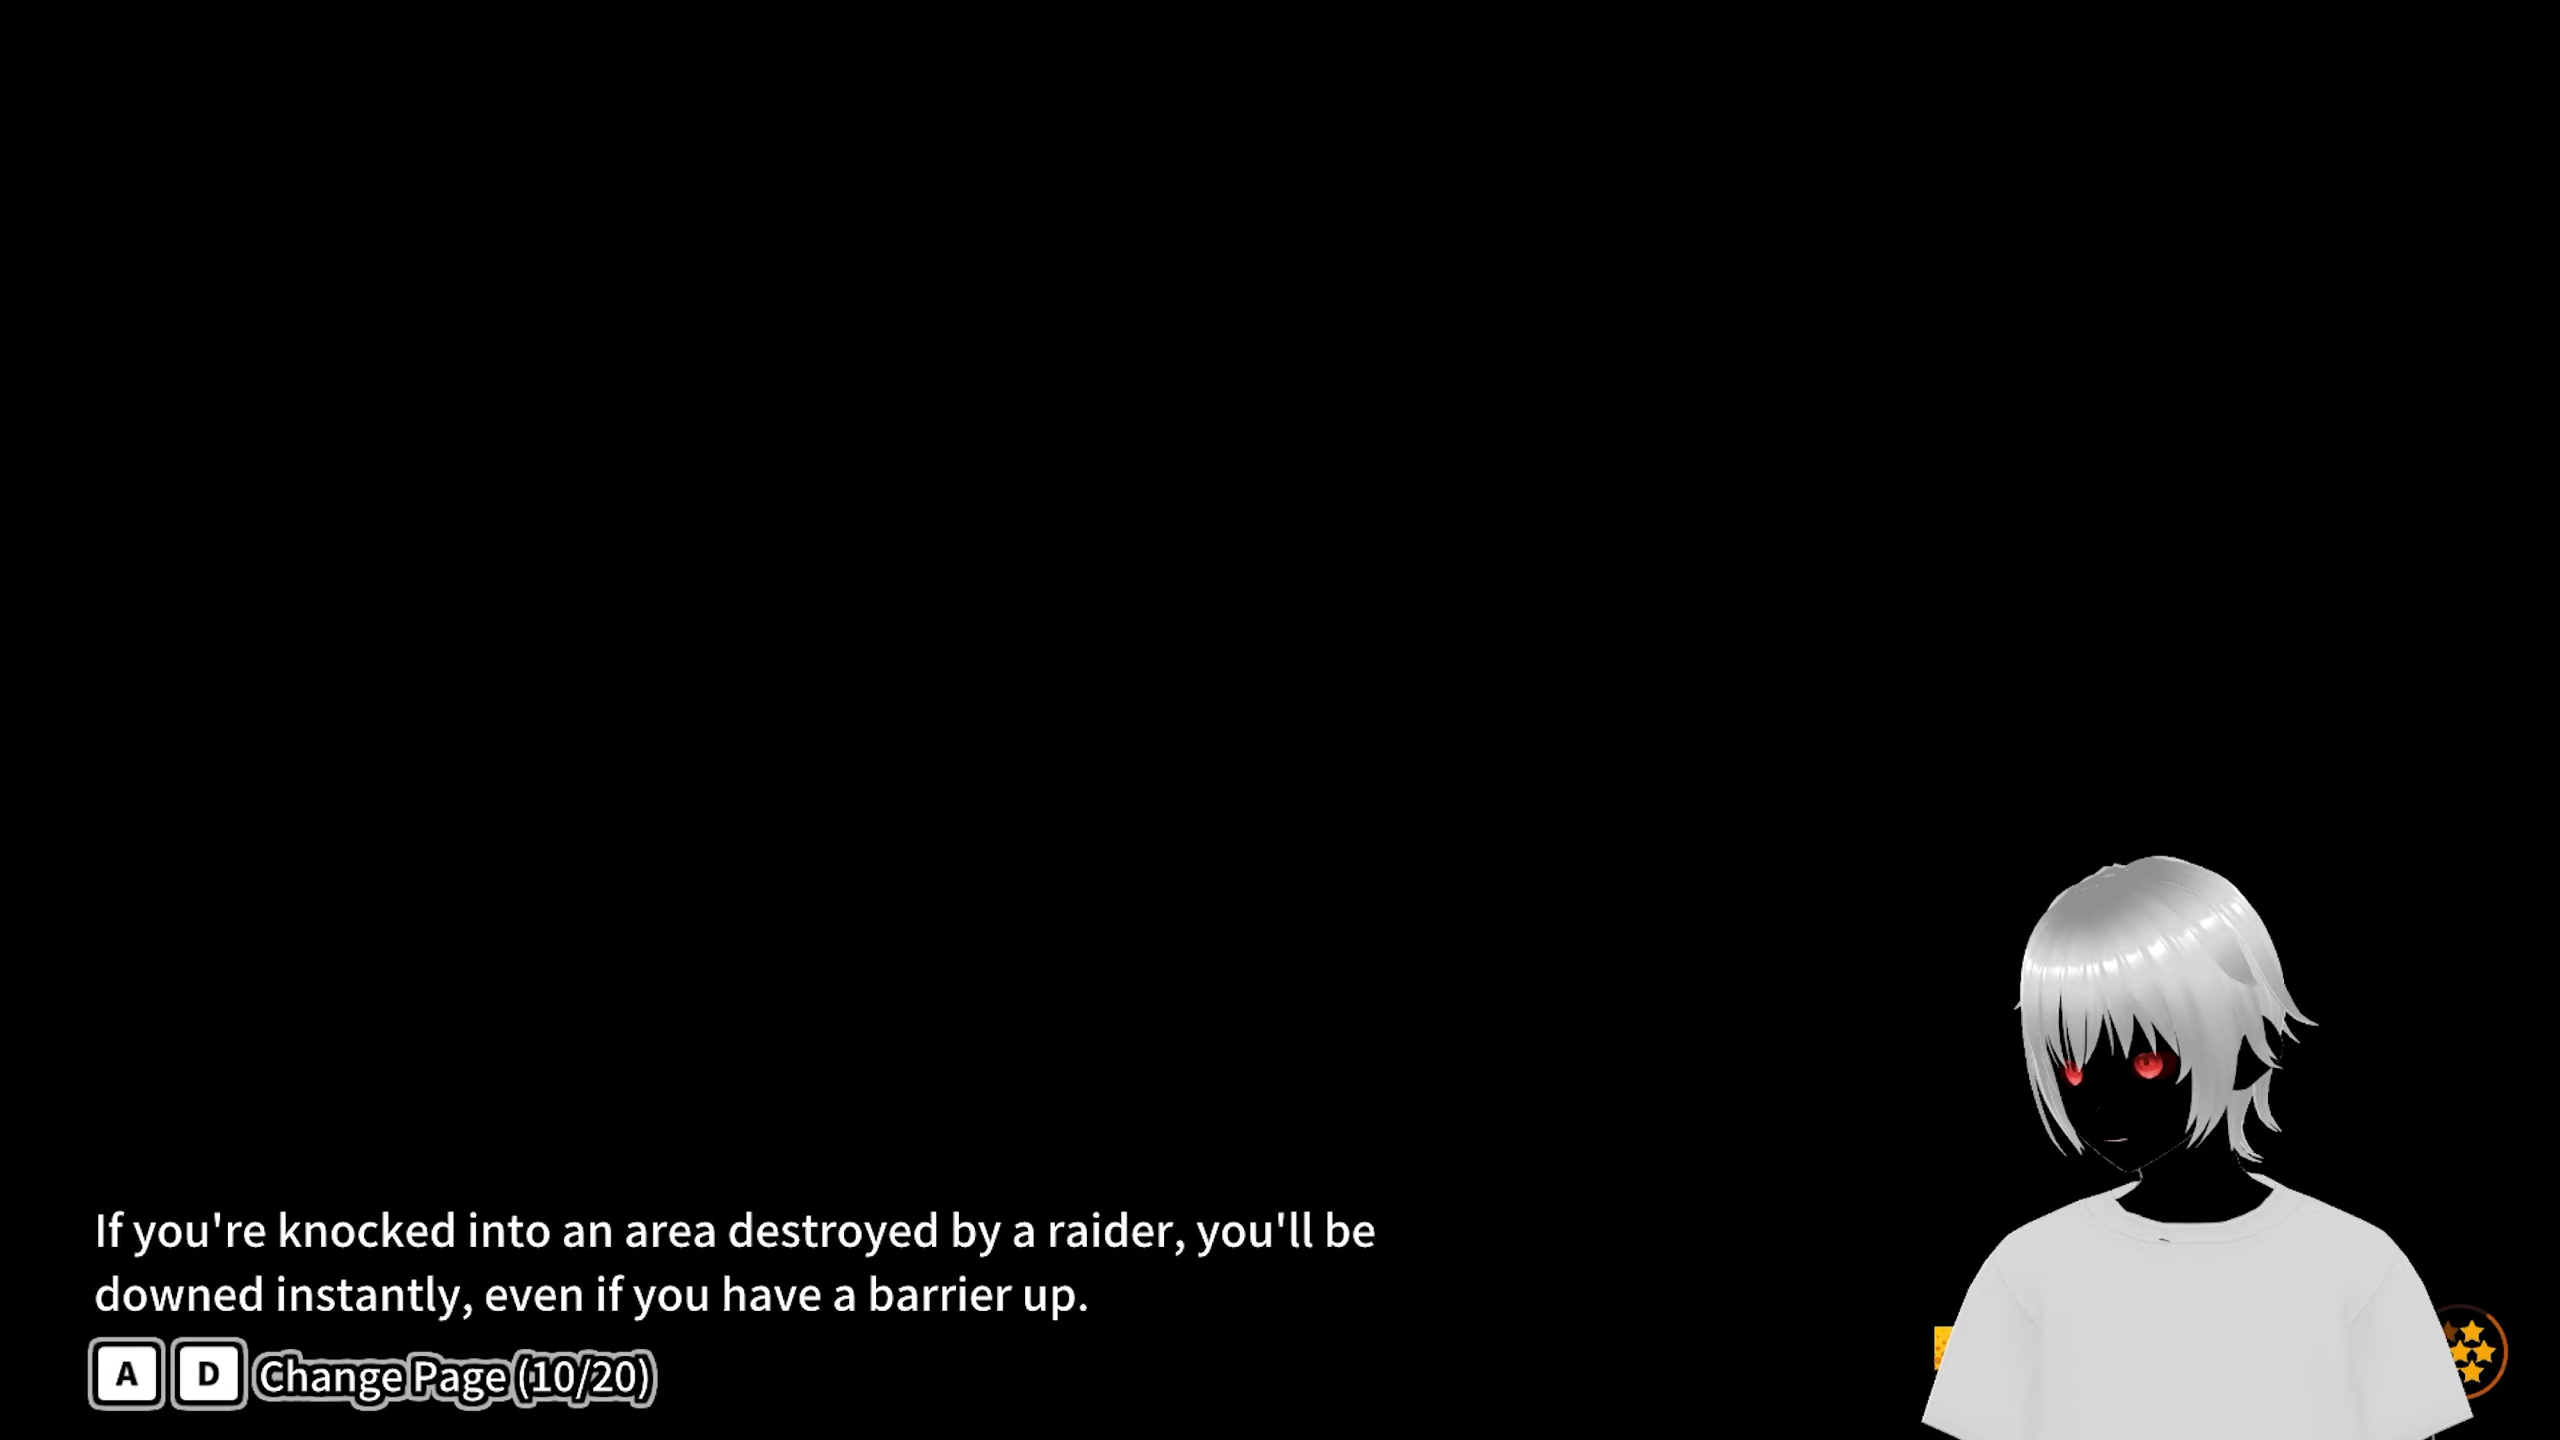 If you're knocked into an area destroyed by a raider, you'll be
downed instantly, even if you have a barrier up.
A D Change Page (10/20)